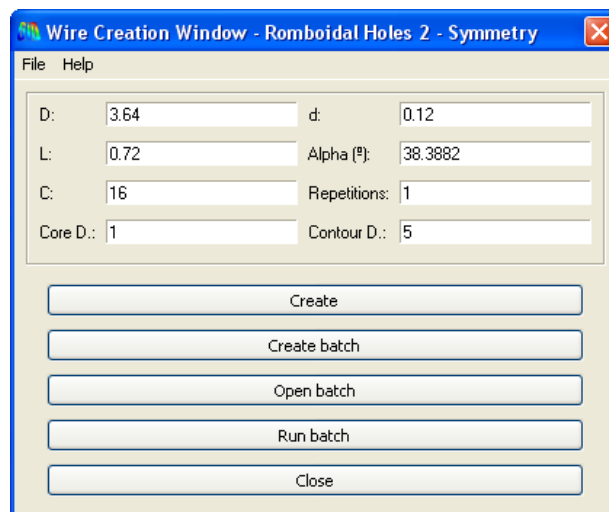 Wire Creation Window - Romboidal Holes 2 - Symmetry
File Help
D: 3.64 d: 0.12
L: 0.72 Alpha (º): 38.3882
C: 16 Repetitions: 1
Core D.: 1 Contour D.: 5
Create
Create batch
Open batch
Run batch
Close